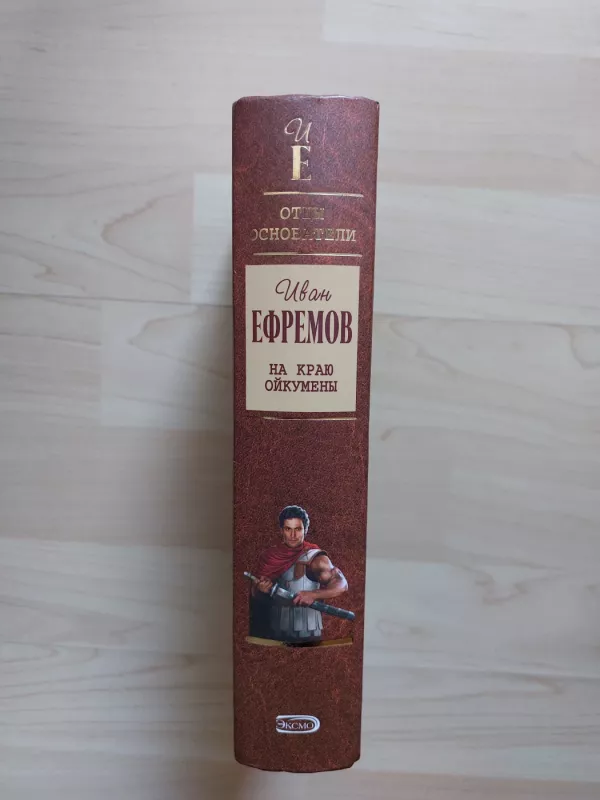 И
Е
ОТЦЫ
ОСНОВАТЕЛИ
Иван
ЕФРЕМОВ
НА КРАЮ
ОЙКУМЕНЫ
ЭКСМО